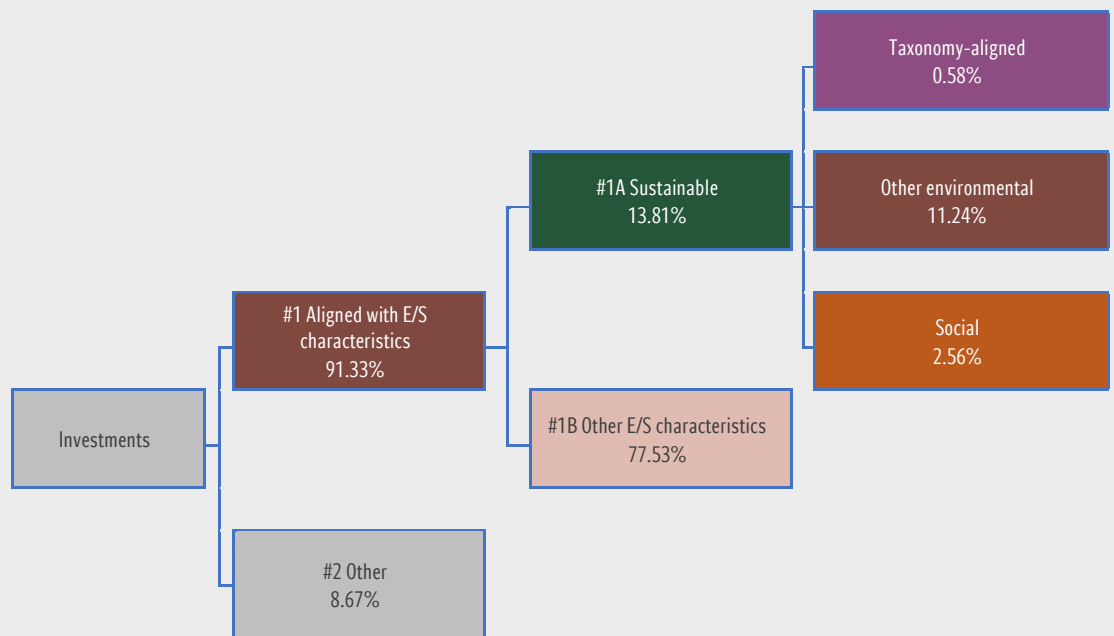 Taxonomy-aligned
0.58%
#1A Sustainable
13.81%
Other environmental
11.24%
#1 Aligned with E/S
characteristics
91.33%
Social
2.56%
Investments
#1B Other E/S characteristics
77.53%
#2 Other
8.67%